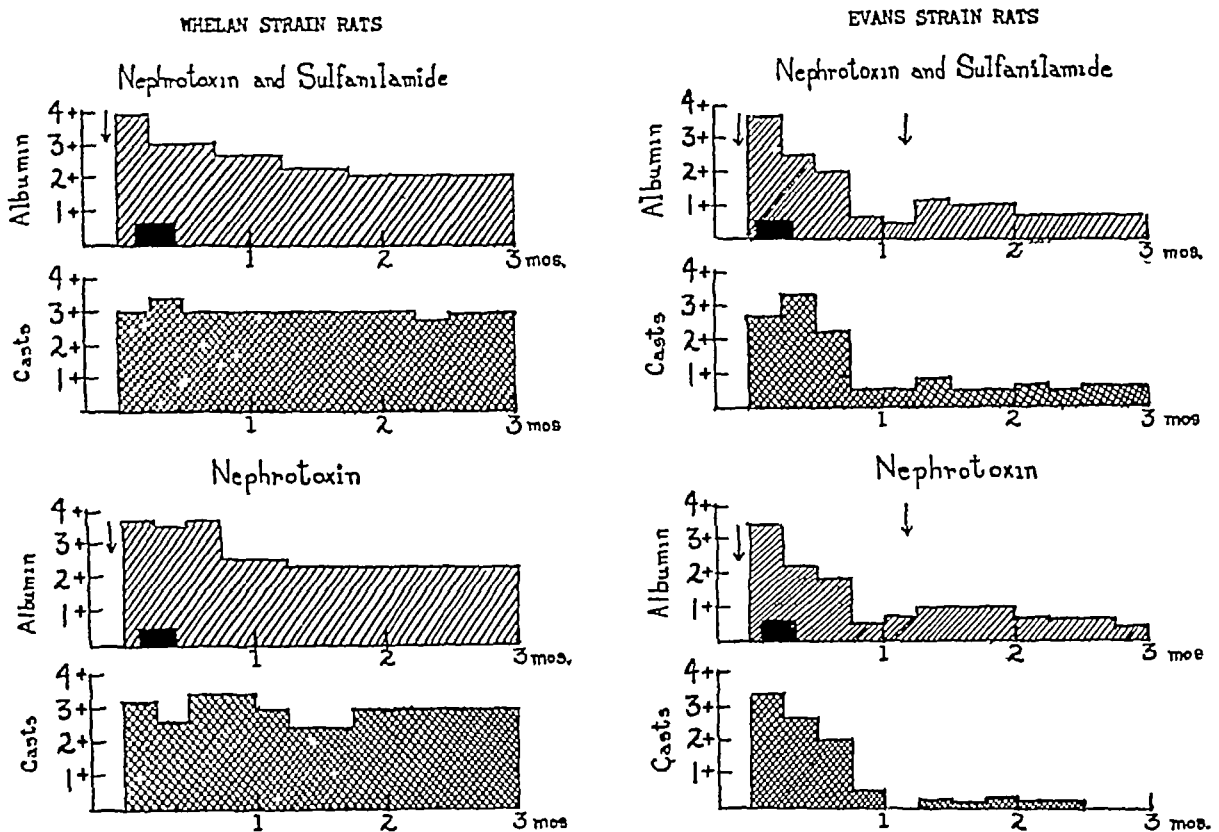 WHELAN STRAIN RATS
Nephrotoxin and Sulfanilamide
Albumin
4+
3+
2+
1+
1
2
3 mos.
Casts
4+
3+
2+
1+
1
2
3 mos
Nephrotoxin
Albumin
4+
3+
2+
1+
1
2
3 mos.
Casts
4+
3+
2+
1+
1
2
3 mos
EVANS STRAIN RATS
Nephrotoxin and Sulfanilamide
Albumin
4+
3+
2+
1+
1
2
3 mos.
Casts
4+
3+
2+
1+
1
2
3 mos
Nephrotoxin
Albumin
4+
3+
2+
1+
1
2
3 mos
Casts
4+
3+
2+
1+
1
2
3 mos.